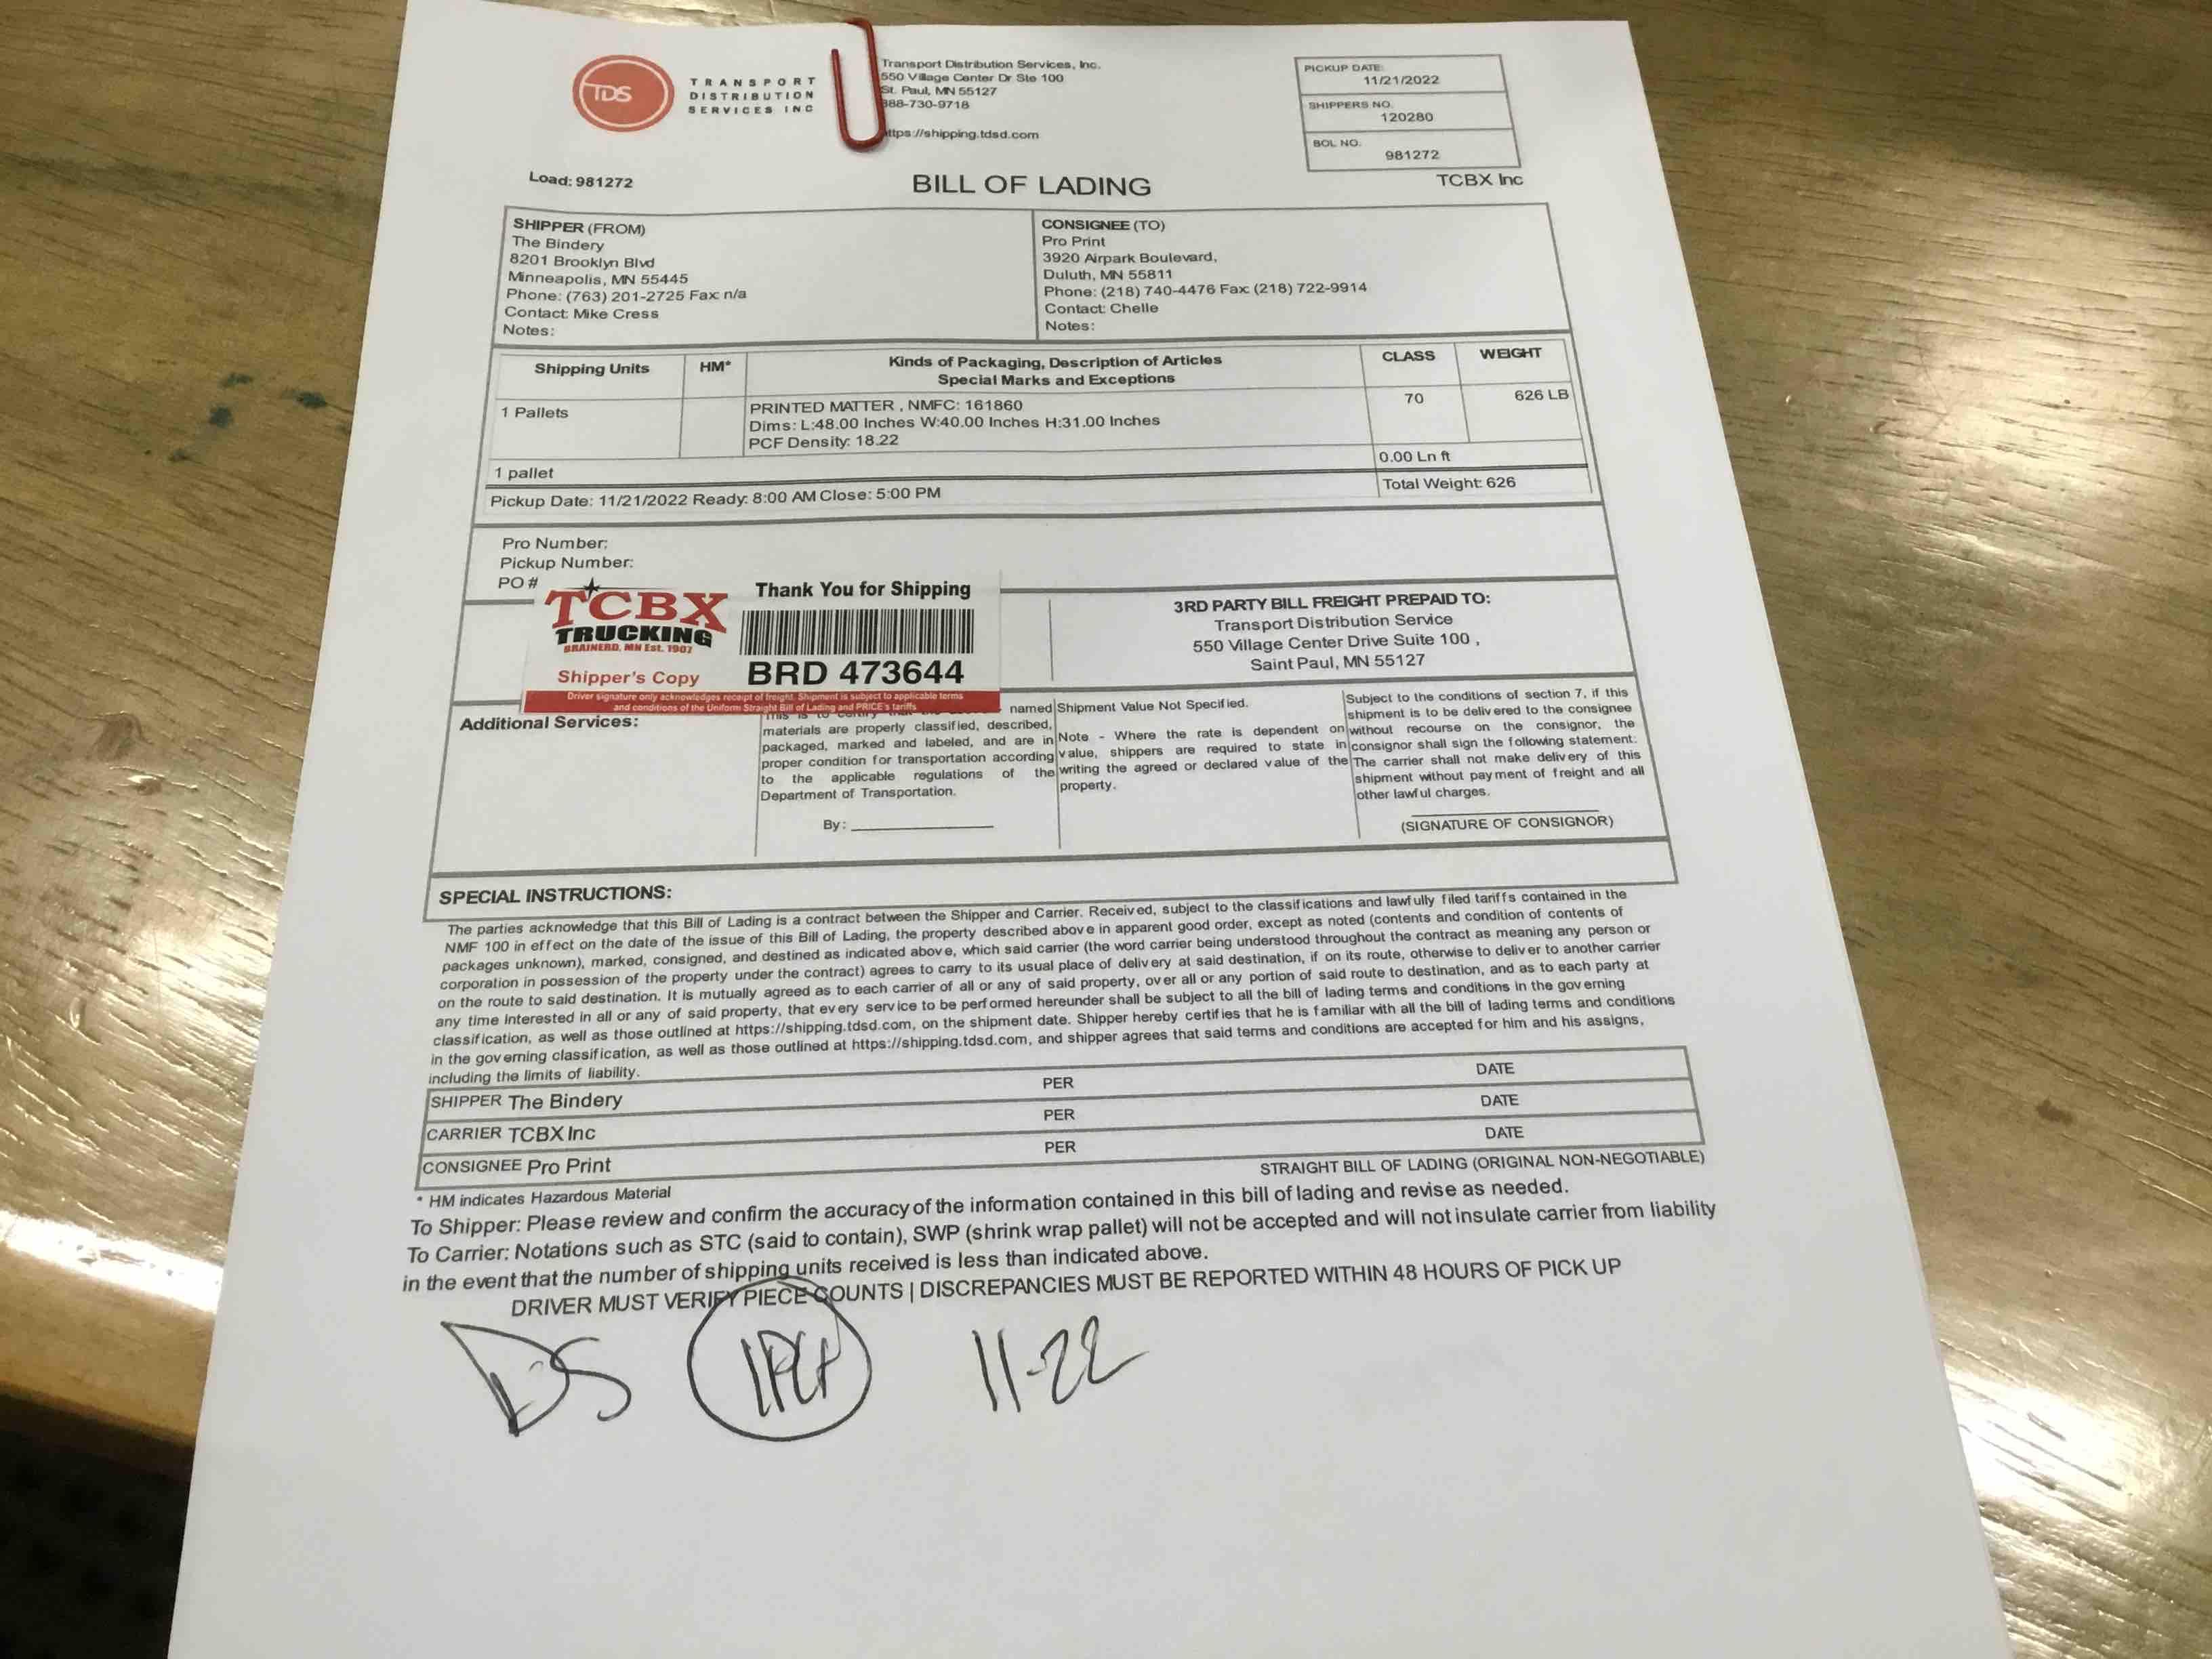 TDS
TRANSPORT
DISTRIBUTION
SERVICES INC
Transport Distribution Services, Inc.
550 Village Center Dr Ste 100
St. Paul, MN 55127
888-730-9718
https://shipping.tdsd.com
PICKUP DATE:
11/21/2022
SHIPPERS NO.
120280
BOL NO.
981272
Load: 981272
BILL OF LADING
TCBX Inc
SHIPPER (FROM)
The Bindery
8201 Brooklyn Blvd
Minneapolis, MN 55445
Phone: (763) 201-2725 Fax: n/a
Contact: Mike Cress
Notes:
CONSIGNEE (TO)
Pro Print
3920 Airpark Boulevard,
Duluth, MN 55811
Phone: (218) 740-4476 Fax: (218) 722-9914
Contact: Chelle
Notes:
Shipping Units
HM*
Kinds of Packaging, Description of Articles
Special Marks and Exceptions
CLASS
WEIGHT
1 Pallets
PRINTED MATTER , NMFC: 161860
Dims: L:48.00 Inches W:40.00 Inches H:31.00 Inches
PCF Density: 18.22
70
626 LB
1 pallet
0.00 Ln ft
Pickup Date: 11/21/2022 Ready: 8:00 AM Close: 5:00 PM
Total Weight: 626
Pro Number:
Pickup Number:
PO #
TCBX
TRUCKING
BRAINERD, MN Est. 1907
Shipper's Copy
Thank You for Shipping
BRD 473644
Driver signature only acknowledges receipt of freight. Shipment is subject to applicable terms
and conditions of the Uniform Straight Bill of Lading and PRICE's tariffs
3RD PARTY BILL FREIGHT PREPAID TO:
Transport Distribution Service
550 Village Center Drive Suite 100 ,
Saint Paul, MN 55127
Additional Services:
This is to certify that the above named
materials are properly classified, described,
packaged, marked and labeled, and are in
proper condition for transportation according
to the applicable regulations of the
Department of Transportation.
By:
Shipment Value Not Specified.
Note - Where the rate is dependent on
value, shippers are required to state in
writing the agreed or declared value of the
property.
Subject to the conditions of section 7, if this
shipment is to be delivered to the consignee
without recourse on the consignor, the
consignor shall sign the following statement:
The carrier shall not make delivery of this
shipment without payment of freight and all
other lawful charges.
(SIGNATURE OF CONSIGNOR)
SPECIAL INSTRUCTIONS:
The parties acknowledge that this Bill of Lading is a contract between the Shipper and Carrier. Received, subject to the classifications and lawfully filed tariffs contained in the
NMF 100 in effect on the date of the issue of this Bill of Lading, the property described above in apparent good order, except as noted (contents and condition of contents of
packages unknown), marked, consigned, and destined as indicated above, which said carrier (the word carrier being understood throughout the contract as meaning any person or
corporation in possession of the property under the contract) agrees to carry to its usual place of delivery at said destination, if on its route, otherwise to deliver to another carrier
on the route to said destination. It is mutually agreed as to each carrier of all or any of said property, over all or any portion of said route to destination, and as to each party at
any time interested in all or any of said property, that every service to be performed hereunder shall be subject to all the bill of lading terms and conditions in the governing
classification, as well as those outlined at https://shipping.tdsd.com, on the shipment date. Shipper hereby certifies that he is familiar with all the bill of lading terms and conditions
in the governing classification, as well as those outlined at https://shipping.tdsd.com, and shipper agrees that said terms and conditions are accepted for him and his assigns,
including the limits of liability.
SHIPPER The Bindery PER DATE
CARRIER TCBX Inc PER DATE
CONSIGNEE Pro Print PER DATE
* HM indicates Hazardous Material
STRAIGHT BILL OF LADING (ORIGINAL NON-NEGOTIABLE)
To Shipper: Please review and confirm the accuracy of the information contained in this bill of lading and revise as needed.
To Carrier: Notations such as STC (said to contain), SWP (shrink wrap pallet) will not be accepted and will not insulate carrier from liability
in the event that the number of shipping units received is less than indicated above.
DRIVER MUST VERIFY PIECE COUNTS | DISCREPANCIES MUST BE REPORTED WITHIN 48 HOURS OF PICK UP
DS 1PLT 11-22